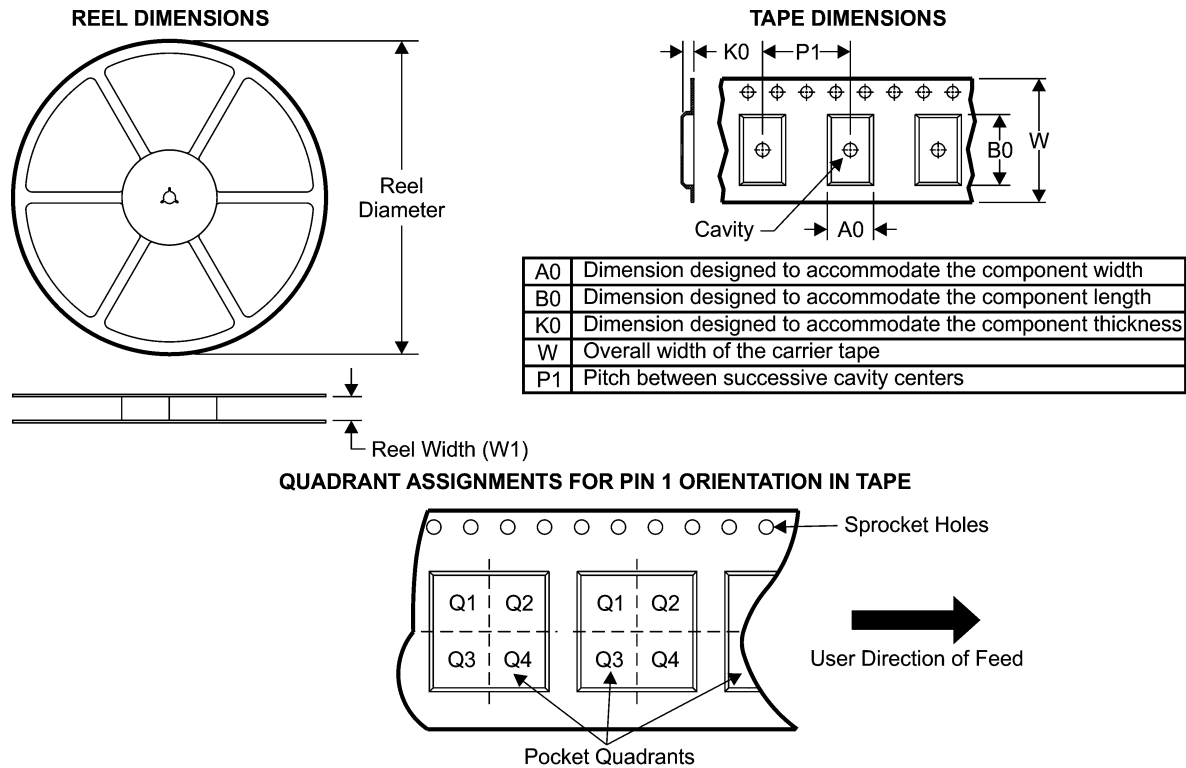 REEL DIMENSIONS
Reel
Diameter
Reel Width (W1)
TAPE DIMENSIONS
K0
P1
B0
W
Cavity
A0
A0 Dimension designed to accommodate the component width
B0 Dimension designed to accommodate the component length
K0 Dimension designed to accommodate the component thickness
W Overall width of the carrier tape
P1 Pitch between successive cavity centers
QUADRANT ASSIGNMENTS FOR PIN 1 ORIENTATION IN TAPE
Sprocket Holes
Q1 Q2 Q1 Q2
Q3 Q4 Q3 Q4
User Direction of Feed
Pocket Quadrants